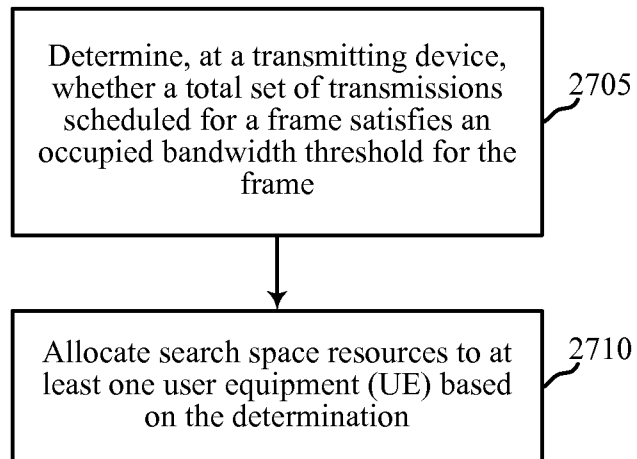 Determine, at a transmitting device,
whether a total set of transmissions
scheduled for a frame satisfies an
occupied bandwidth threshold for the
frame
2705
Allocate search space resources to at
least one user equipment (UE) based
on the determination
2710